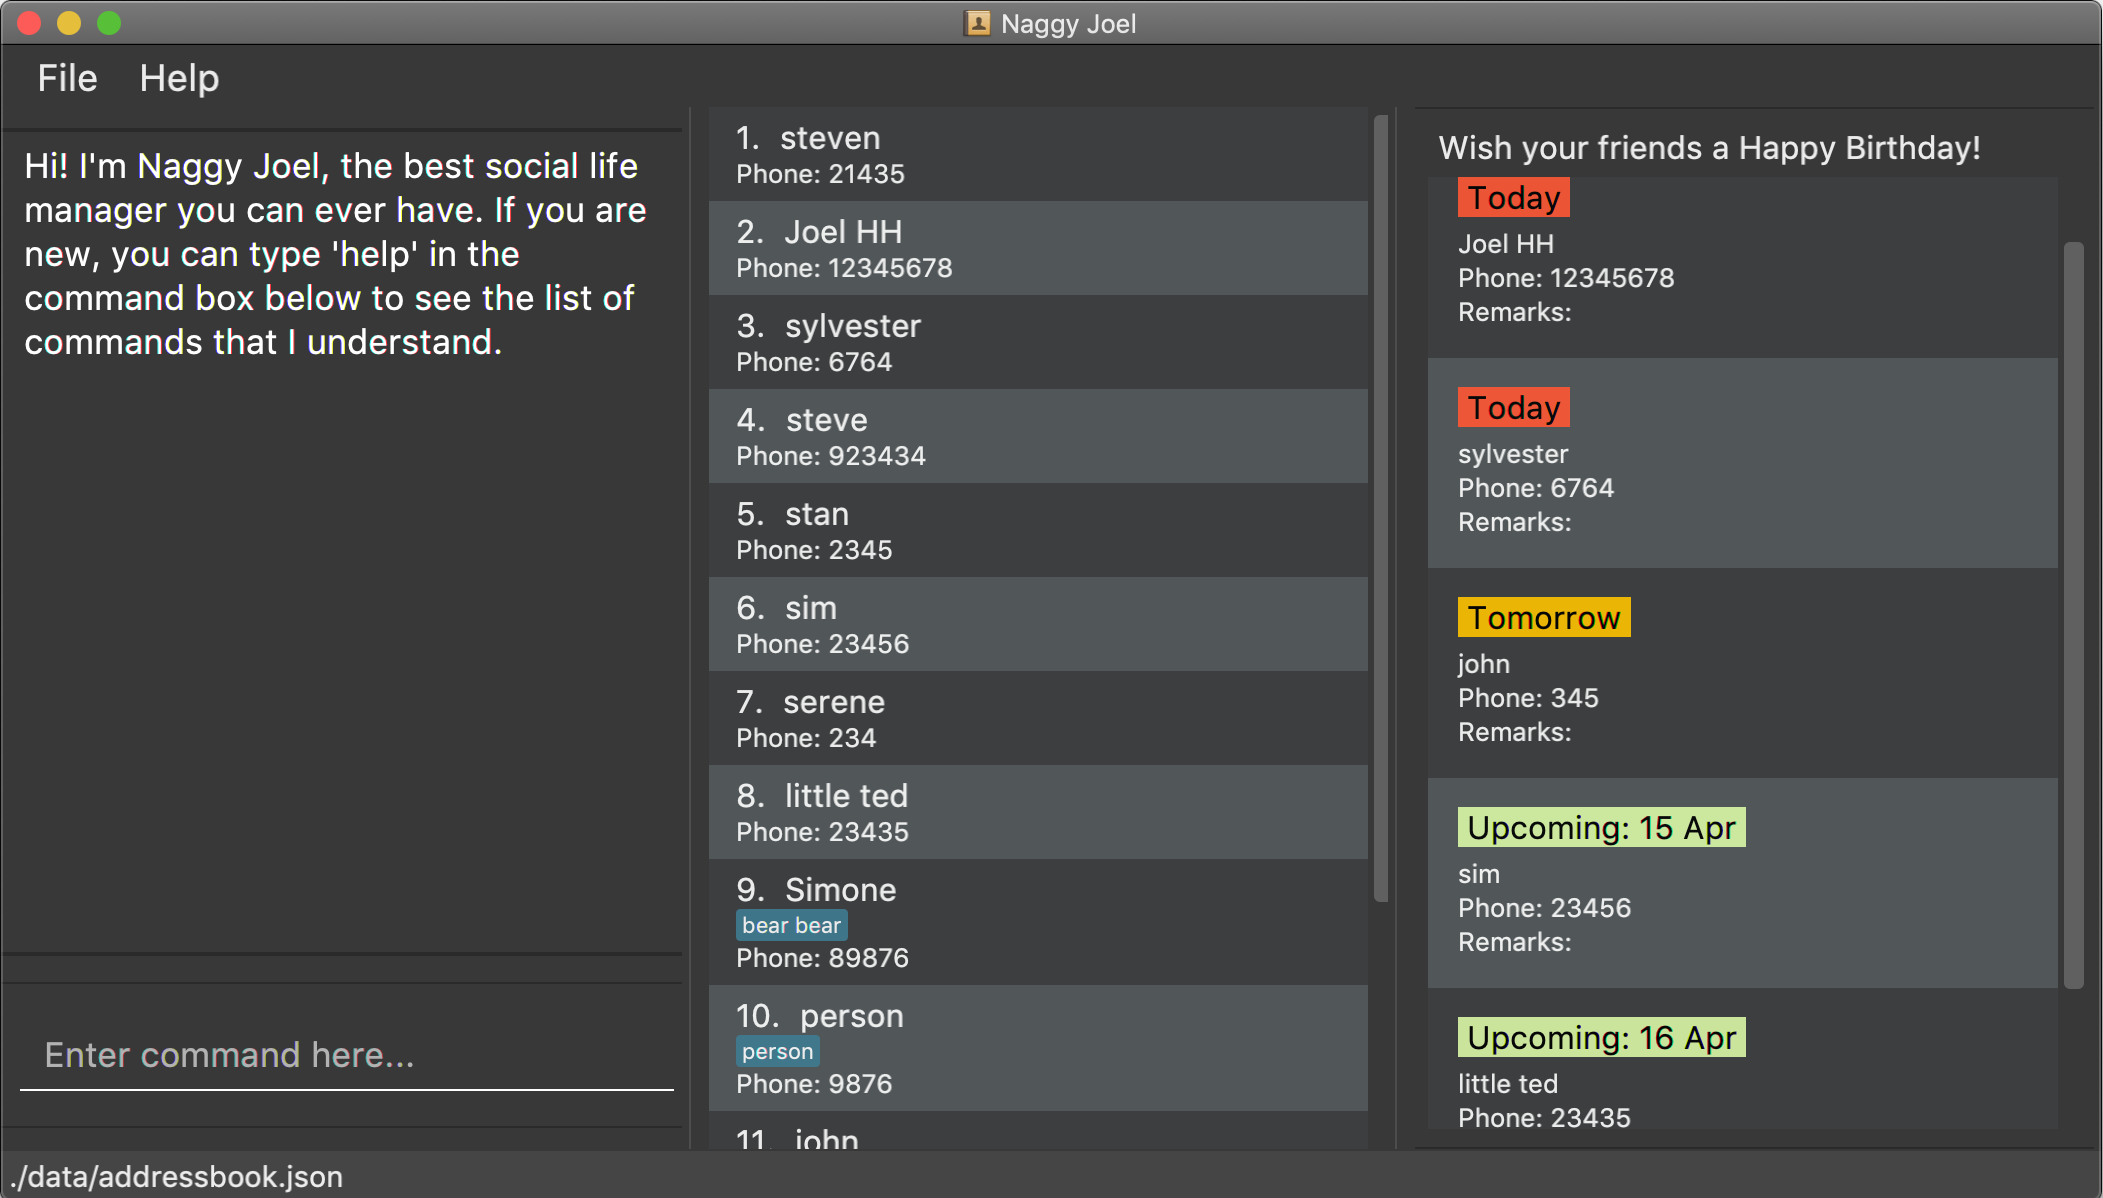 Naggy Joel
File Help
Hi! I'm Naggy Joel, the best social life
manager you can ever have. If you are
new, you can type 'help' in the
command box below to see the list of
commands that I understand.
Enter command here...
1. steven
Phone: 21435
2. Joel HH
Phone: 12345678
3. sylvester
Phone: 6764
4. steve
Phone: 923434
5. stan
Phone: 2345
6. sim
Phone: 23456
7. serene
Phone: 234
8. little ted
Phone: 23435
9. Simone
bear bear
Phone: 89876
10. person
person
Phone: 9876
11. john
Wish your friends a Happy Birthday!
Today
Joel HH
Phone: 12345678
Remarks:
Today
sylvester
Phone: 6764
Remarks:
Tomorrow
john
Phone: 345
Remarks:
Upcoming: 15 Apr
sim
Phone: 23456
Remarks:
Upcoming: 16 Apr
little ted
Phone: 23435
./data/addressbook.json